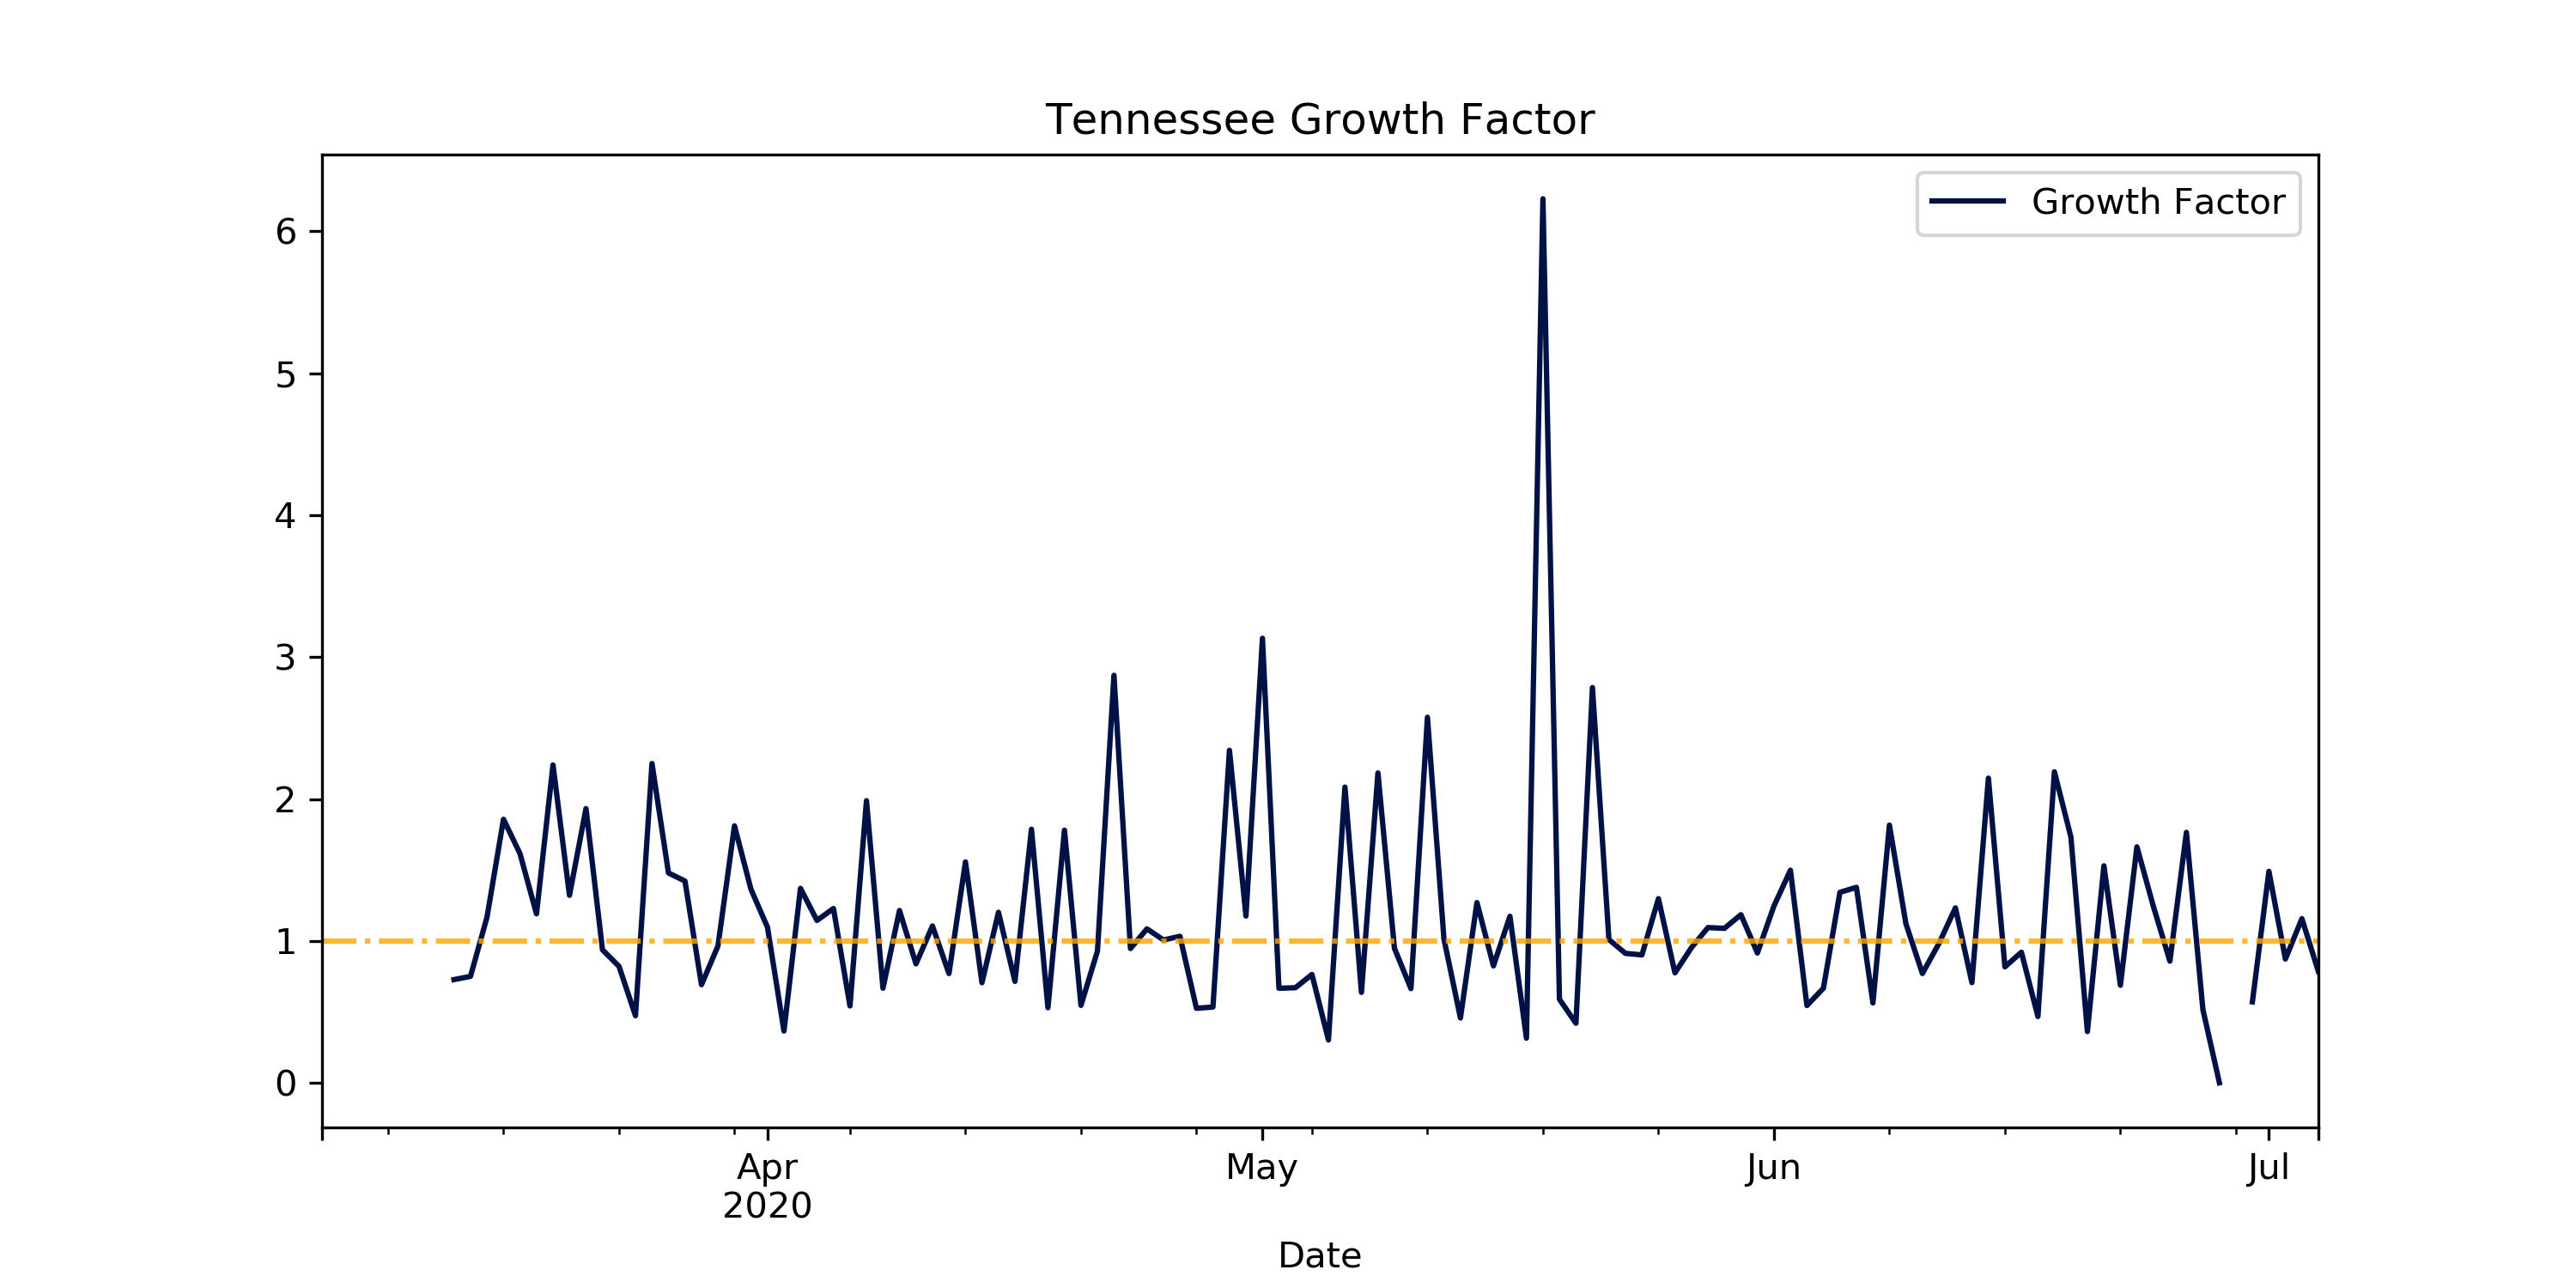 Tennessee Growth Factor
Growth Factor
6
5
4
3
2
1
0
Apr
2020
May
Jun
Jul
Date